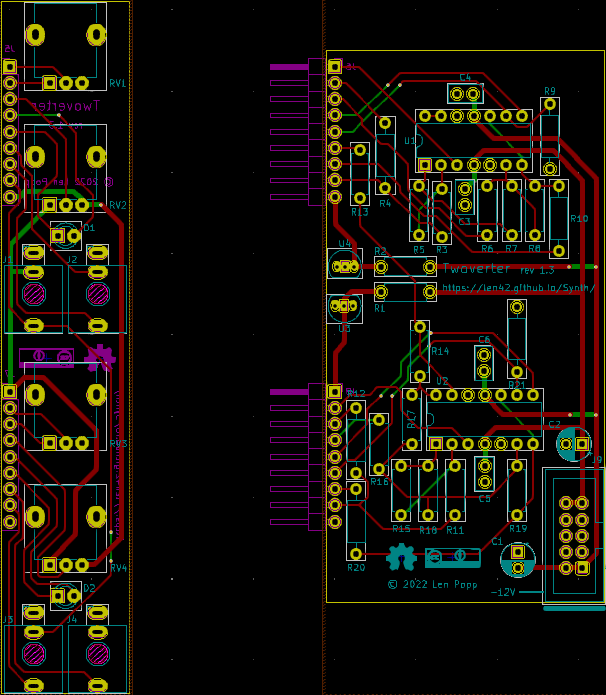 J5
RV1
Twoverter
RV2
© 2022 Len Popp
D1
J1
J2
J7
RV3
RV4
D2
J3
J4
C4
R9
U1
R13
R4
C3
R10
R5
R3
R6
R7
R8
U4
R2
Twoverter rev 1.3
https://len42.github.io/Synth/
R1
U3
R14
C6
R21
R12
U2
R17
C2
J9
R16
C5
R15
R18
R11
R19
C1
R20
© 2022 Len Popp
-12V